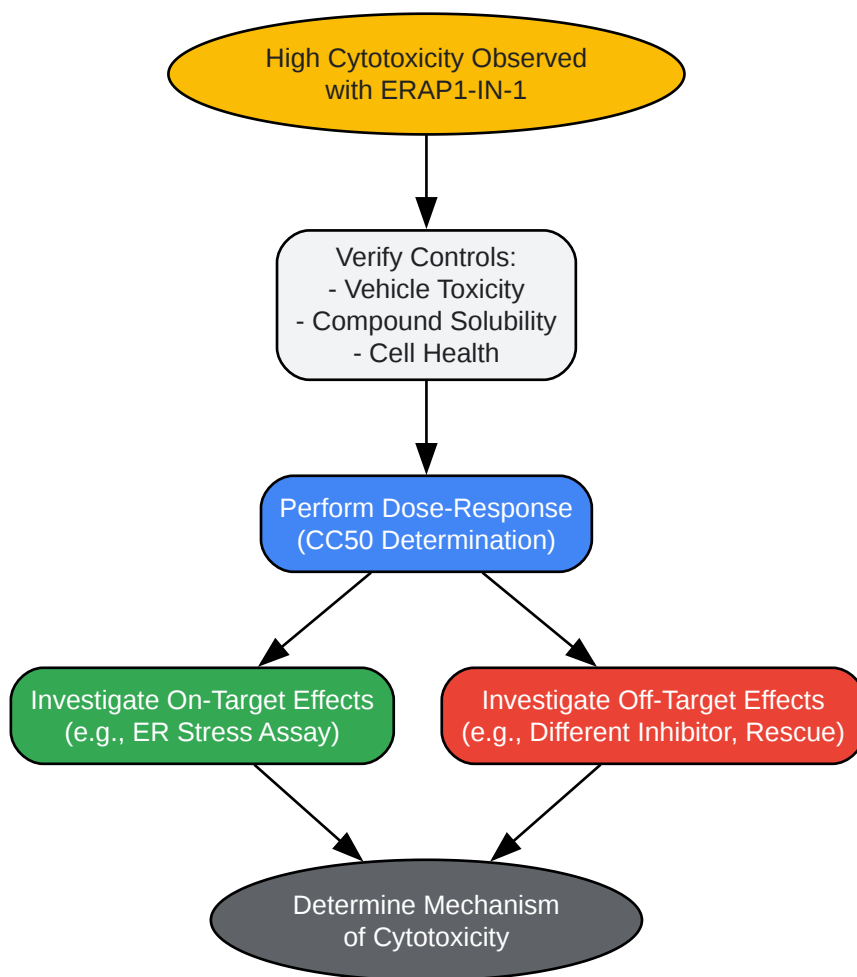 High Cytotoxicity Observed
with ERAP1-IN-1
Verify Controls:
- Vehicle Toxicity
- Compound Solubility
- Cell Health
Perform Dose-Response
(CC50 Determination)
Investigate On-Target Effects
(e.g., ER Stress Assay)
Investigate Off-Target Effects
(e.g., Different Inhibitor, Rescue)
Determine Mechanism
of Cytotoxicity